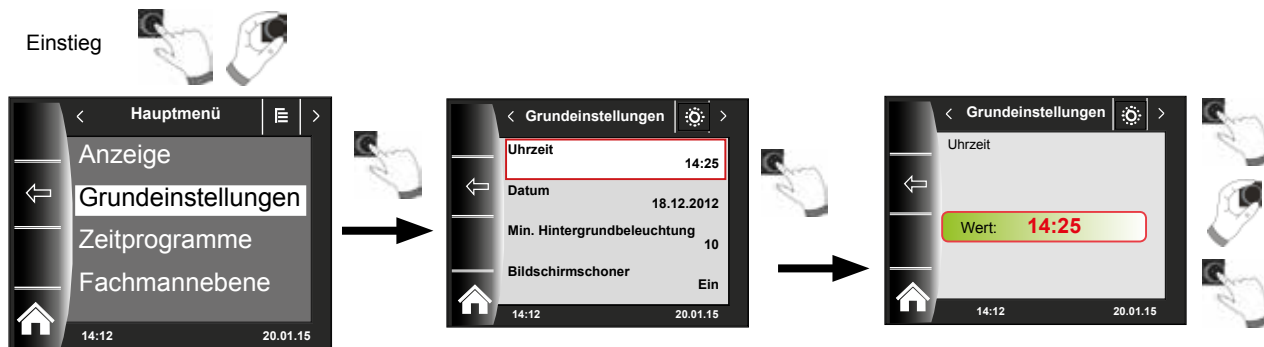 Einstieg
< Hauptmenü >
Anzeige
Grundeinstellungen
Zeitprogramme
Fachmannebene
14:12 20.01.15
< Grundeinstellungen >
Uhrzeit
14:25
Datum
18.12.2012
Min. Hintergrundbeleuchtung
10
Bildschirmschoner
Ein
14:12 20.01.15
< Grundeinstellungen >
Uhrzeit
Wert: 14:25
14:12 20.01.15